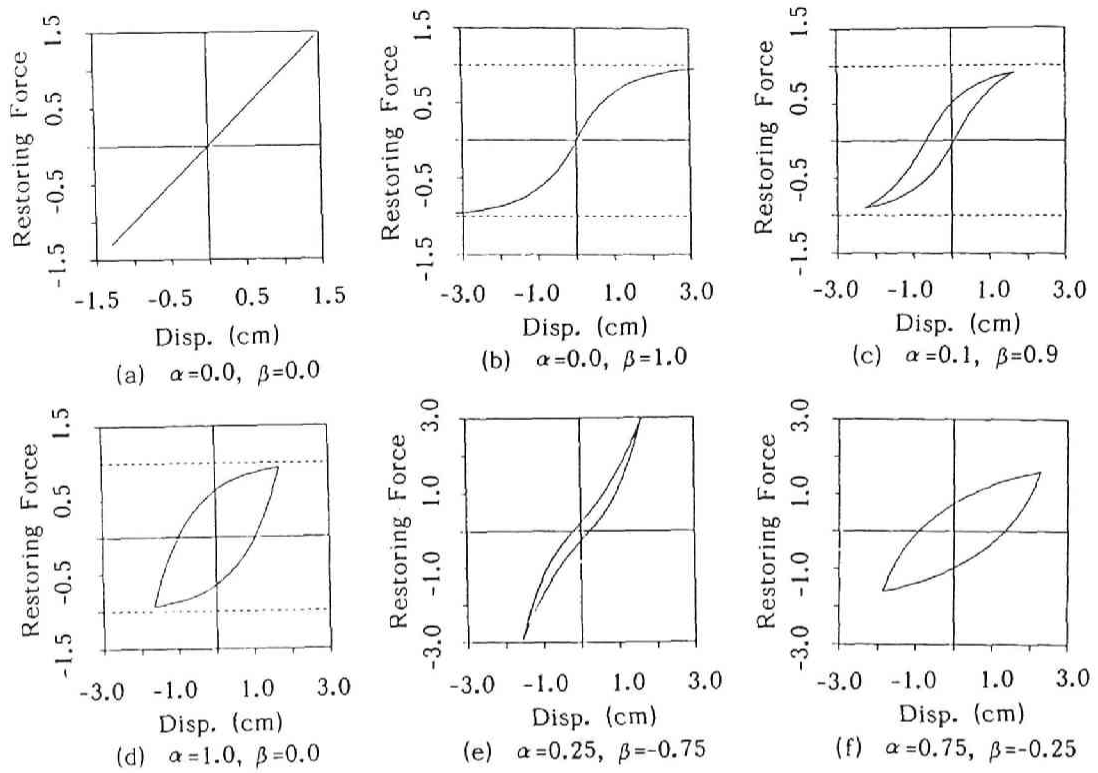 Restoring Force
1.5
0.5
-0.5
-1.5
-1.5 -0.5 0.5 1.5
Disp. (cm)
(a) α=0.0, β=0.0
Restoring Force
1.5
0.5
-0.5
-1.5
-3.0 -1.0 1.0 3.0
Disp. (cm)
(b) α=0.0, β=1.0
Restoring Force
1.5
0.5
-0.5
-1.5
-3.0 -1.0 1.0 3.0
Disp. (cm)
(c) α=0.1, β=0.9
Restoring Force
1.5
0.5
-0.5
-1.5
-3.0 -1.0 1.0 3.0
Disp. (cm)
(d) α=1.0, β=0.0
Restoring Force
3.0
1.0
-1.0
-3.0
-3.0 -1.0 1.0 3.0
Disp. (cm)
(e) α=0.25, β=-0.75
Restoring Force
3.0
1.0
-1.0
-3.0
-3.0 -1.0 1.0 3.0
Disp. (cm)
(f) α=0.75, β=-0.25